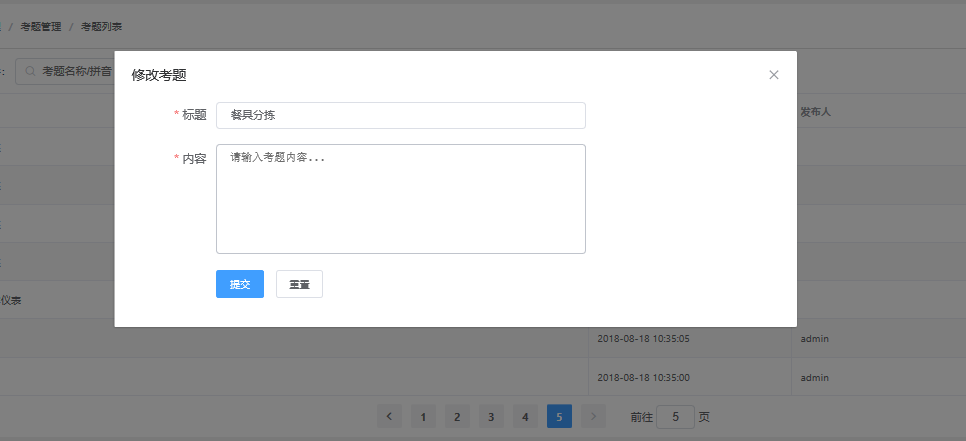 / 考题管理 / 考题列表
考题名称/拼音
修改考题
* 标题 餐具分拣
发布人
* 内容 请输入考题内容...
提交 重置
仪表
2018-08-18 10:35:05 admin
2018-08-18 10:35:00 admin
1 2 3 4 5 前往 5 页